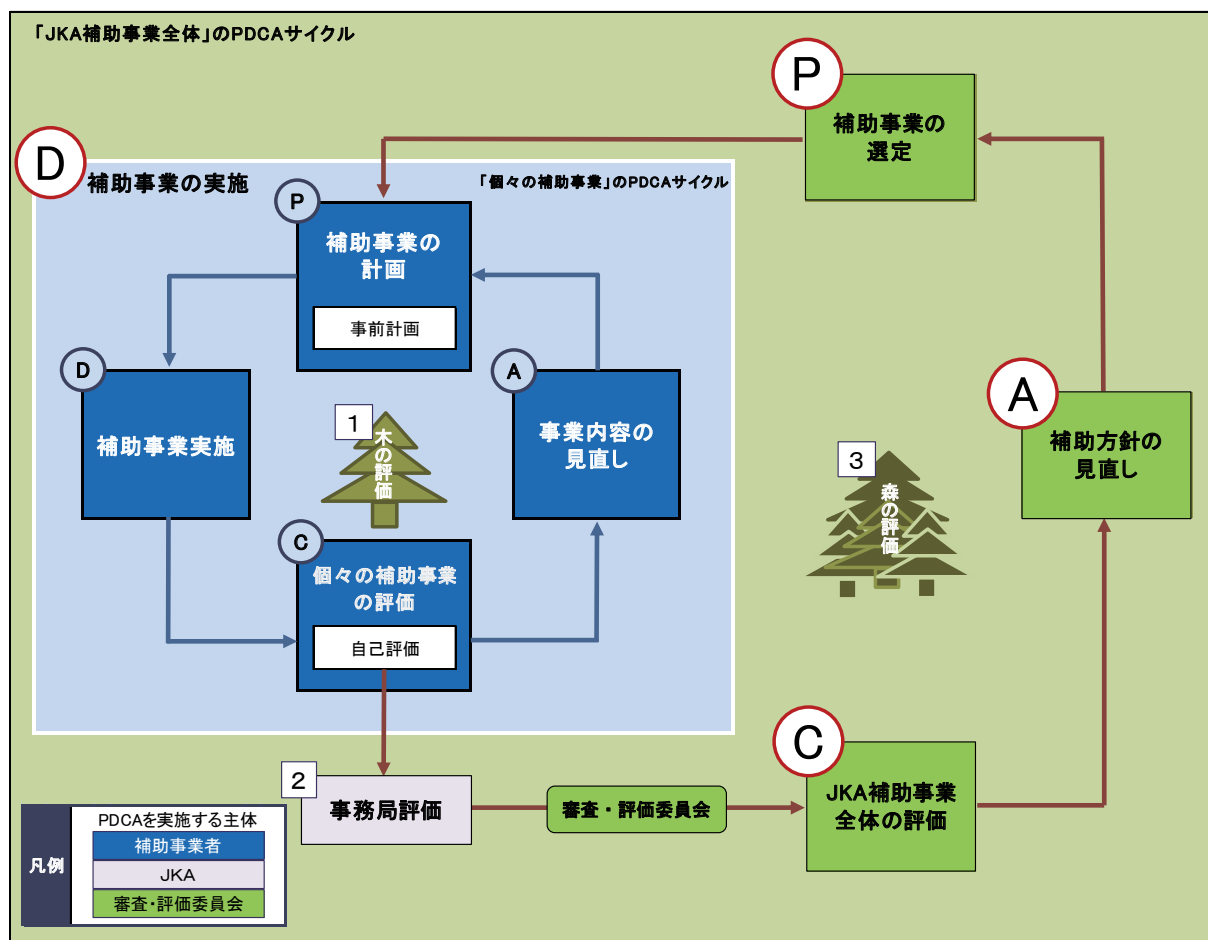 「JKA補助事業全体」のPDCAサイクル
P
補助事業の
選定
D
補助事業の実施
「個々の補助事業」のPDCAサイクル
P
補助事業の
計画
事前計画
D
補助事業実施
A
事業内容の
見直し
1
木の評価
C
個々の補助事業
の評価
自己評価
A
補助方針の
見直し
3
森の評価
2
事務局評価
審査・評価委員会
C
JKA補助事業
全体の評価
凡例
PDCAを実施する主体
補助事業者
JKA
審査・評価委員会